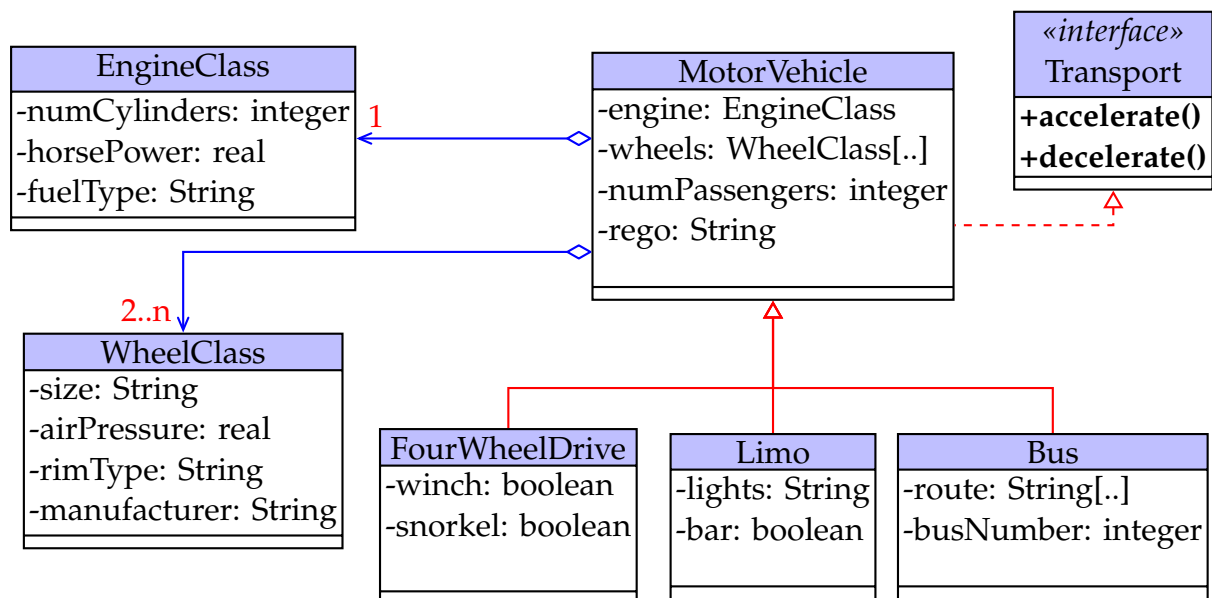 EngineClass
-numCylinders: integer
-horsePower: real
-fuelType: String
1
MotorVehicle
-engine: EngineClass
-wheels: WheelClass[..]
-numPassengers: integer
-rego: String
«interface»
Transport
+accelerate()
+decelerate()
2..n
WheelClass
-size: String
-airPressure: real
-rimType: String
-manufacturer: String
FourWheelDrive
-winch: boolean
-snorkel: boolean
Limo
-lights: String
-bar: boolean
Bus
-route: String[..]
-busNumber: integer